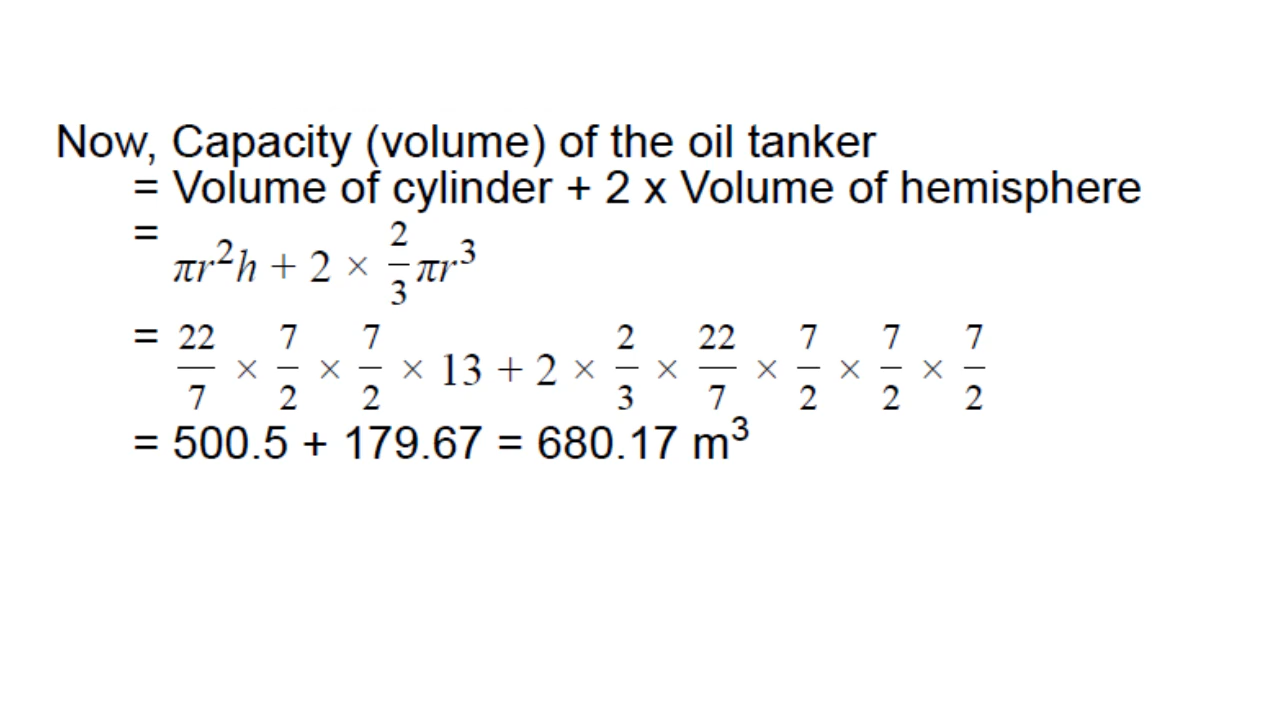 Now, Capacity (volume) of the oil tanker
= Volume of cylinder + 2 x Volume of hemisphere
= πr²h + 2 × 2/3 πr³
= 22/7 × 7/2 × 7/2 × 13 + 2 × 2/3 × 22/7 × 7/2 × 7/2 × 7/2
= 500.5 + 179.67 = 680.17 m³